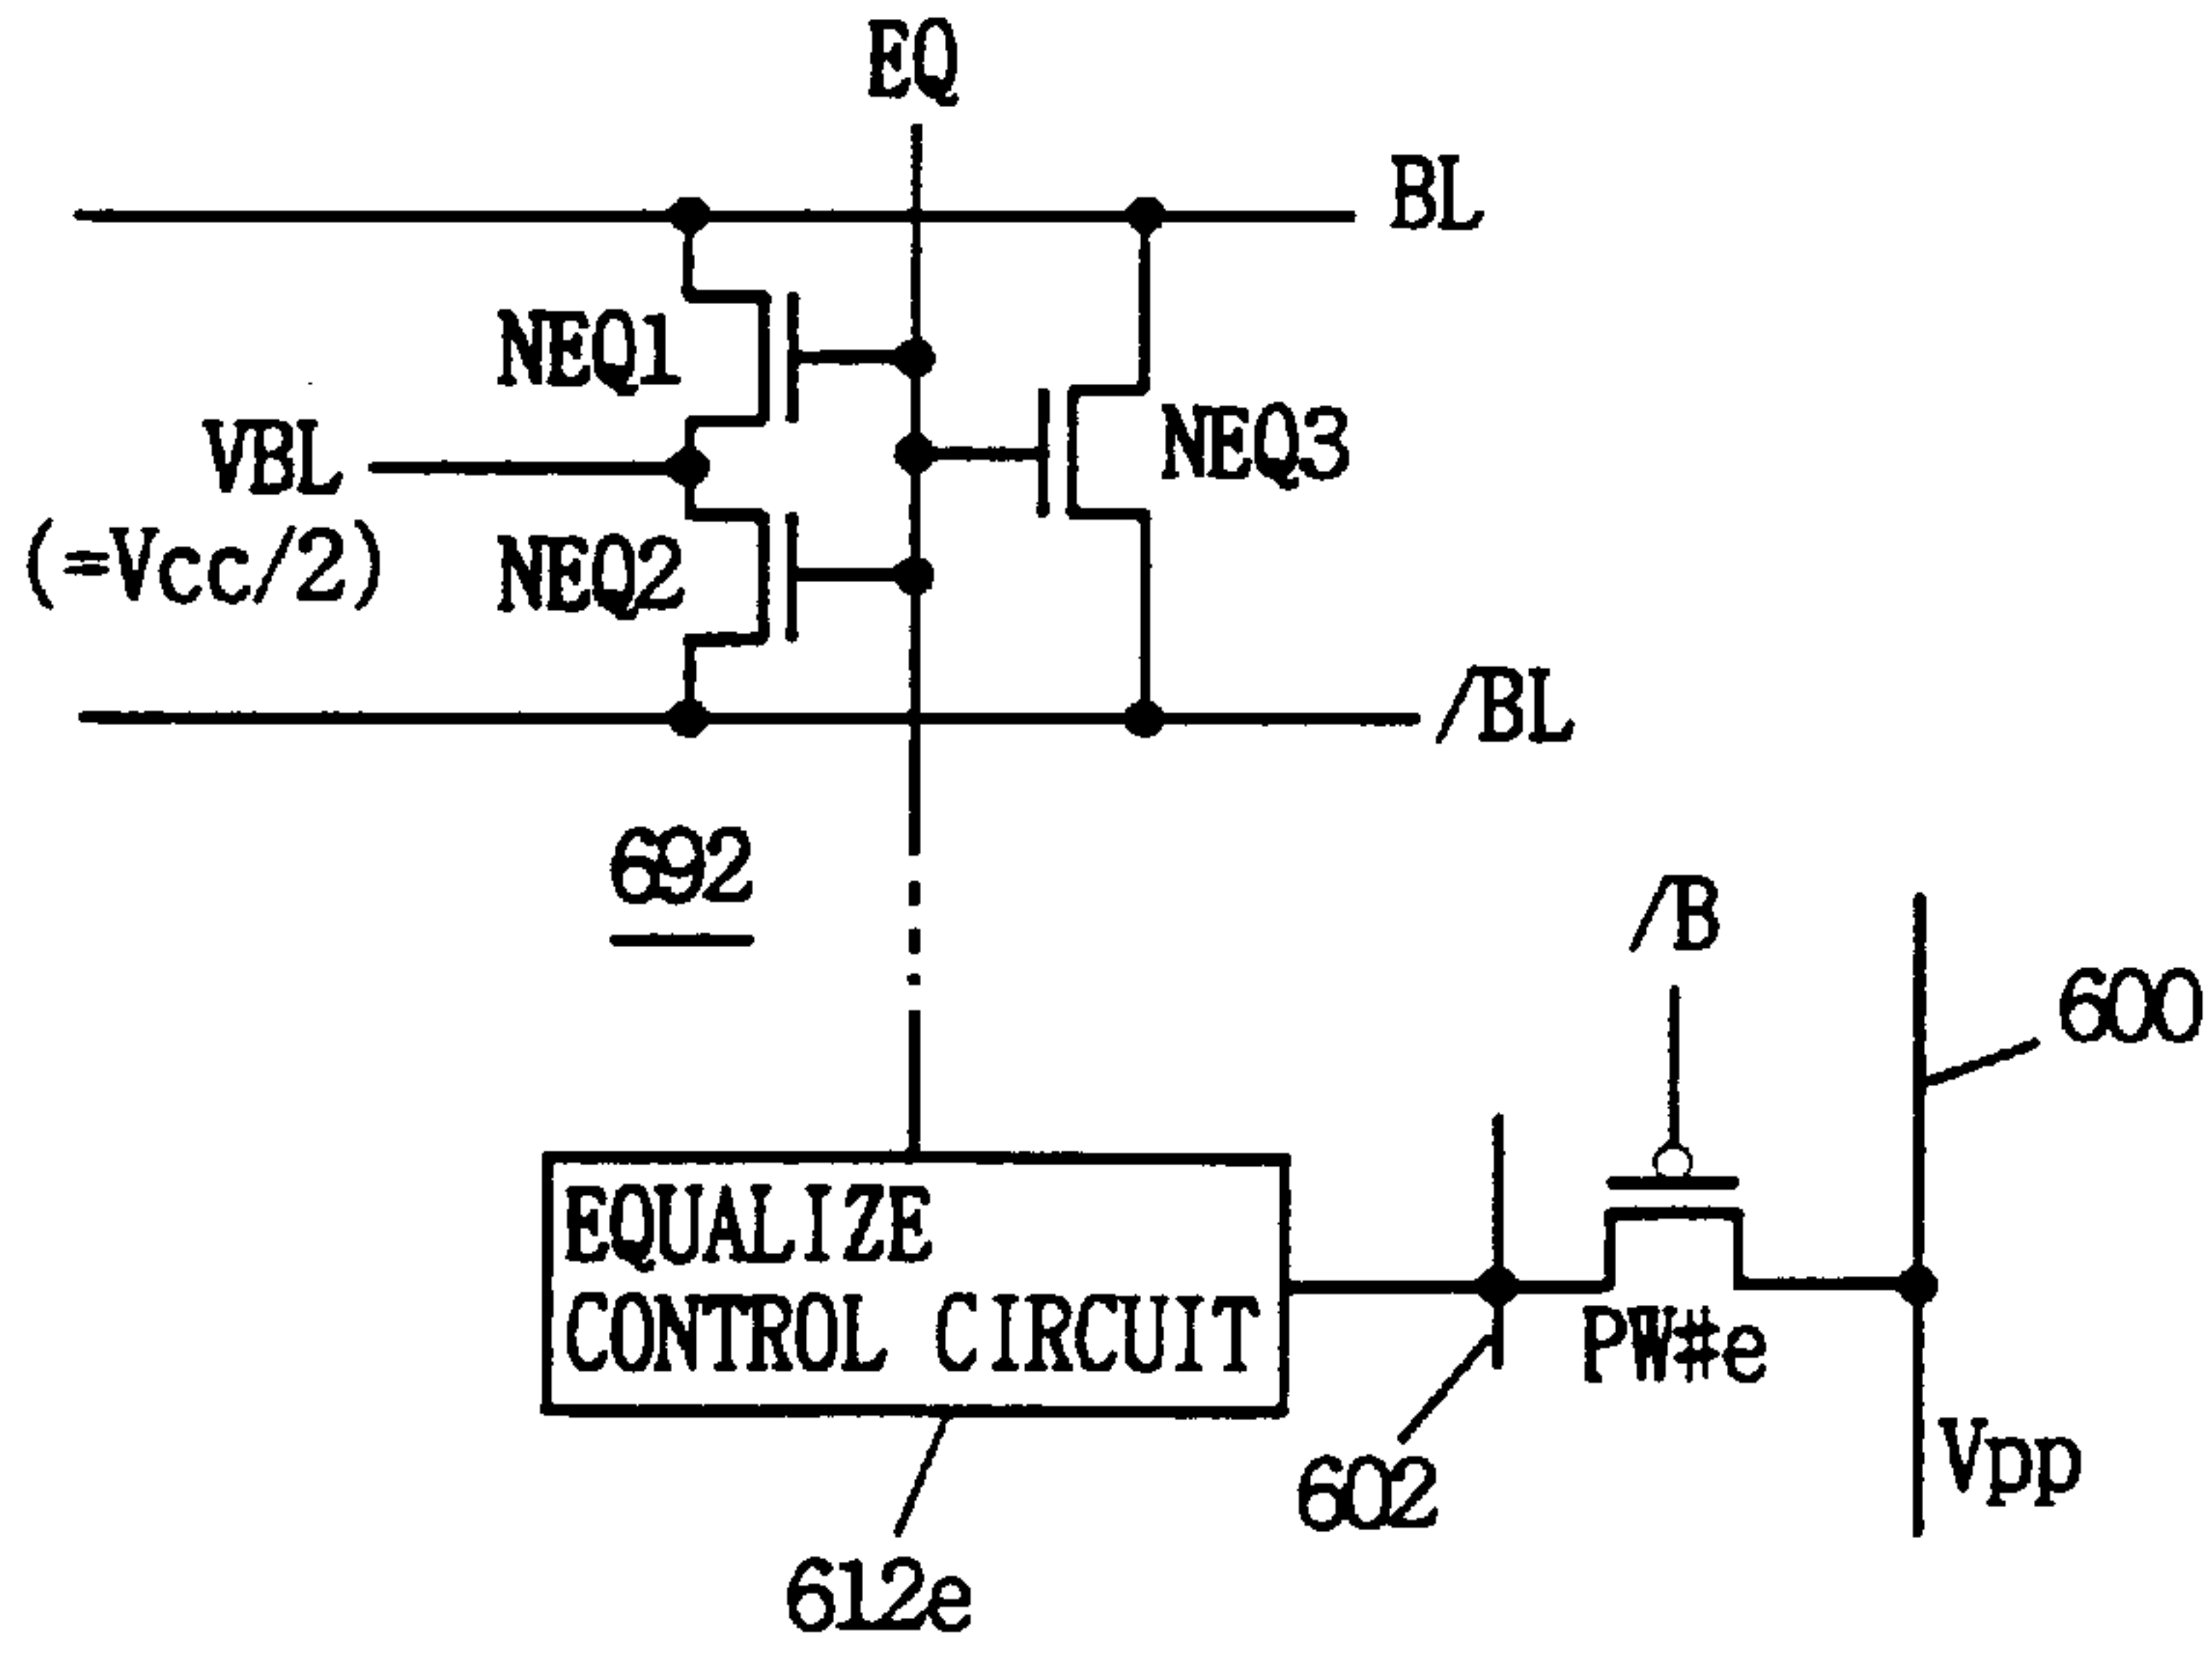 EQ
BL
NEQ1
NEQ3
VBL
(=Vcc/2)
NEQ2
/BL
692
/B
600
EQUALIZE
CONTROL CIRCUIT
PW#e
602
Vpp
612e